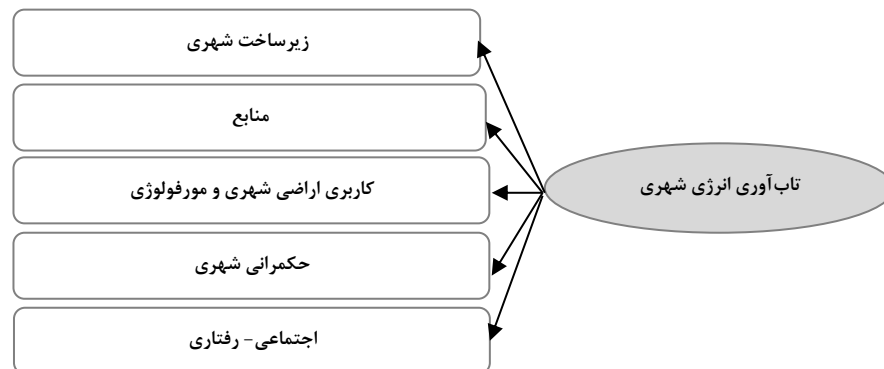 تاب‌آوری انرژی شهری
زیرساخت شهری
منابع
کاربری اراضی شهری و مورفولوژی
حکمرانی شهری
اجتماعی- رفتاری